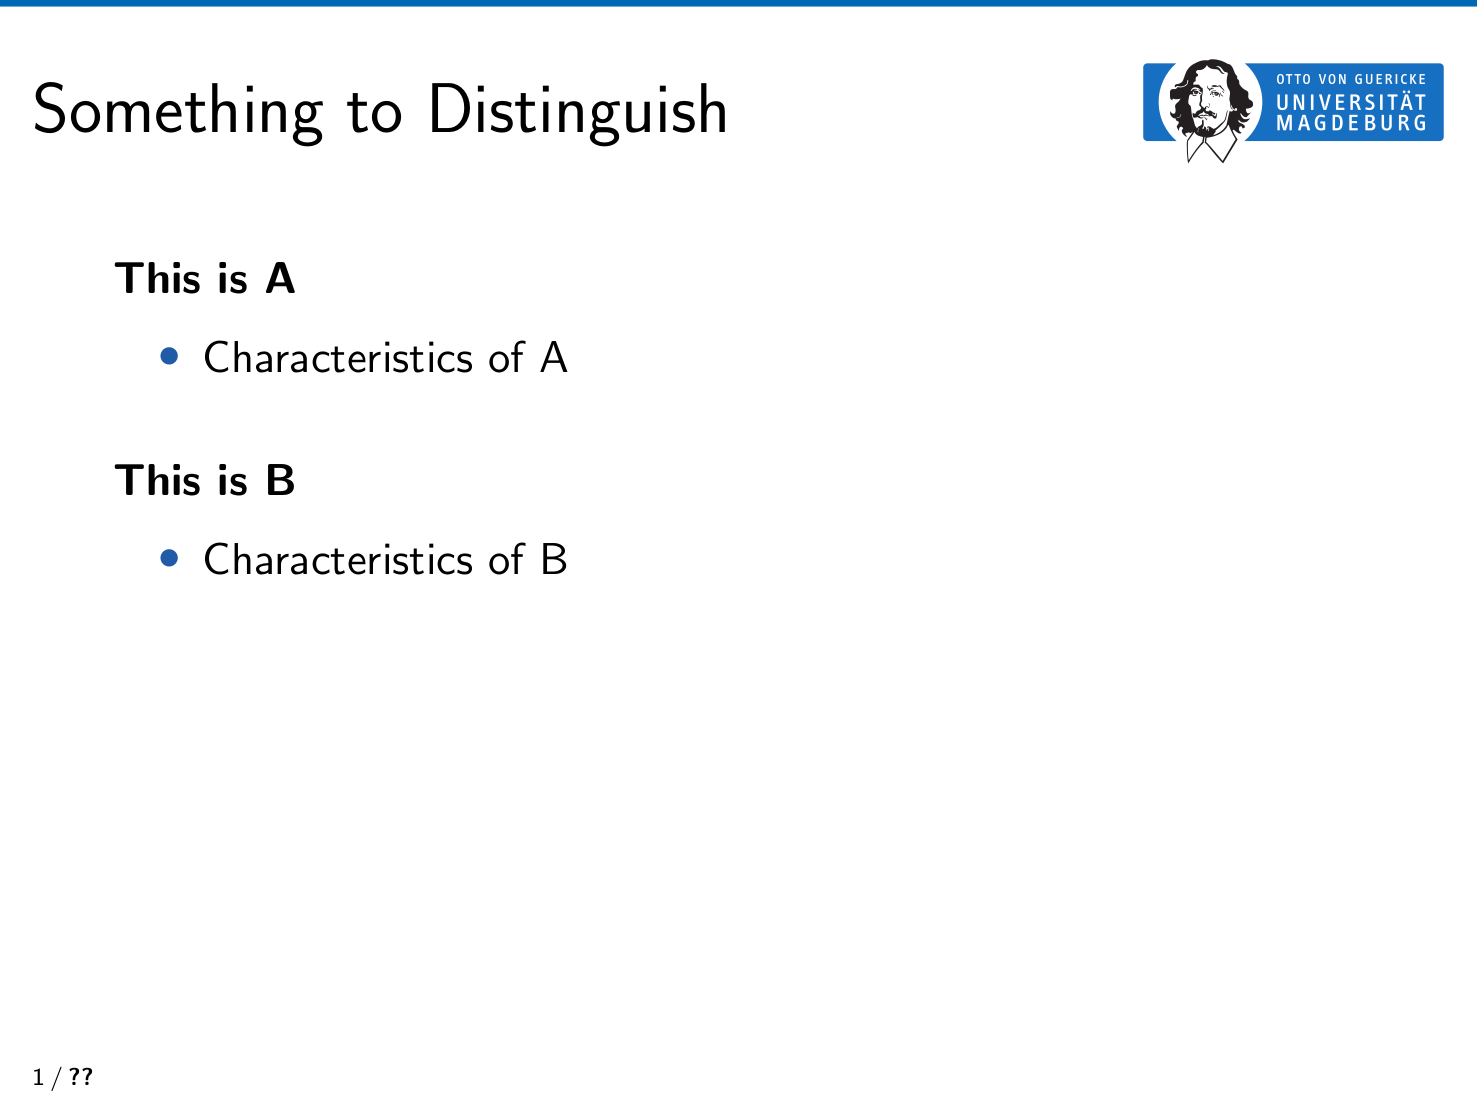 Something to Distinguish
OTTO VON GUERICKE
UNIVERSITÄT
MAGDEBURG
This is A
• Characteristics of A
This is B
• Characteristics of B
1 / ??